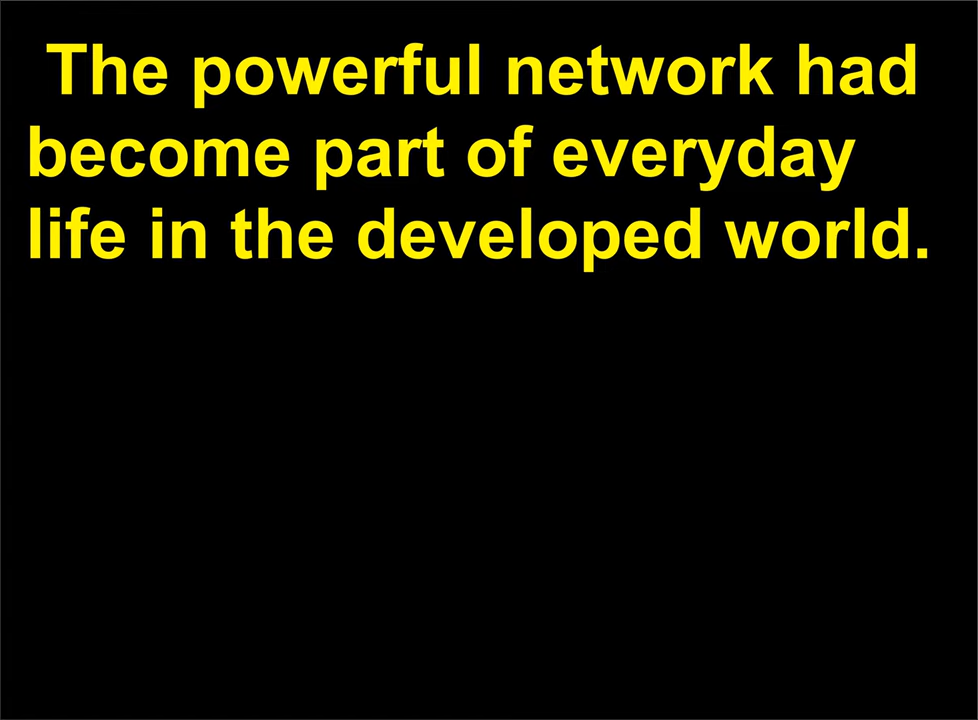 The powerful network had
become part of everyday
life in the developed world.